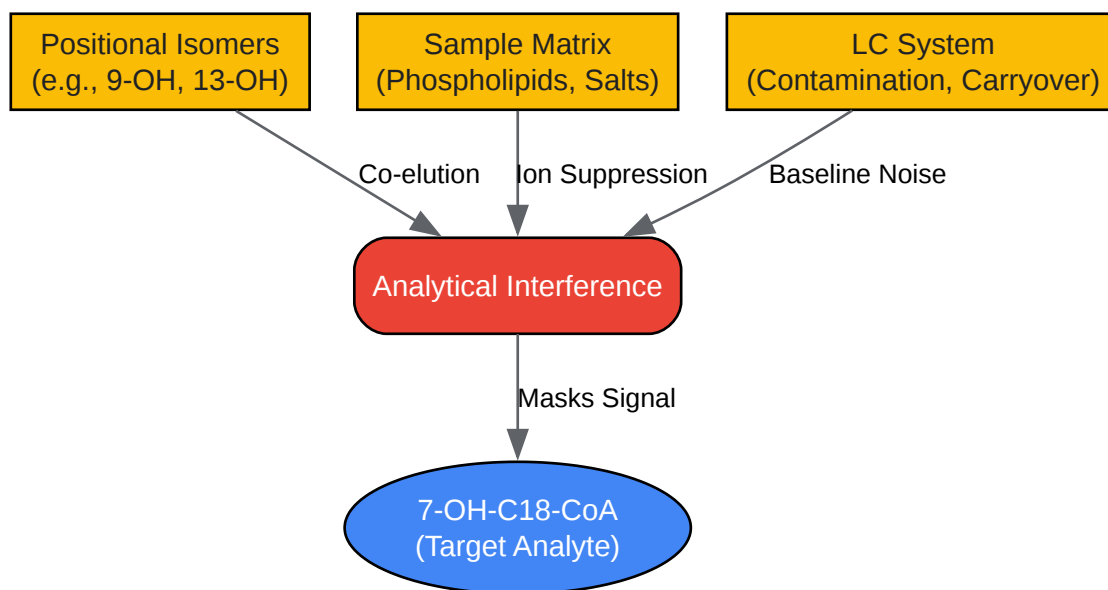 Positional Isomers
(e.g., 9-OH, 13-OH)
Sample Matrix
(Phospholipids, Salts)
LC System
(Contamination, Carryover)
Co-elution
Ion Suppression
Baseline Noise
Analytical Interference
Masks Signal
7-OH-C18-CoA
(Target Analyte)